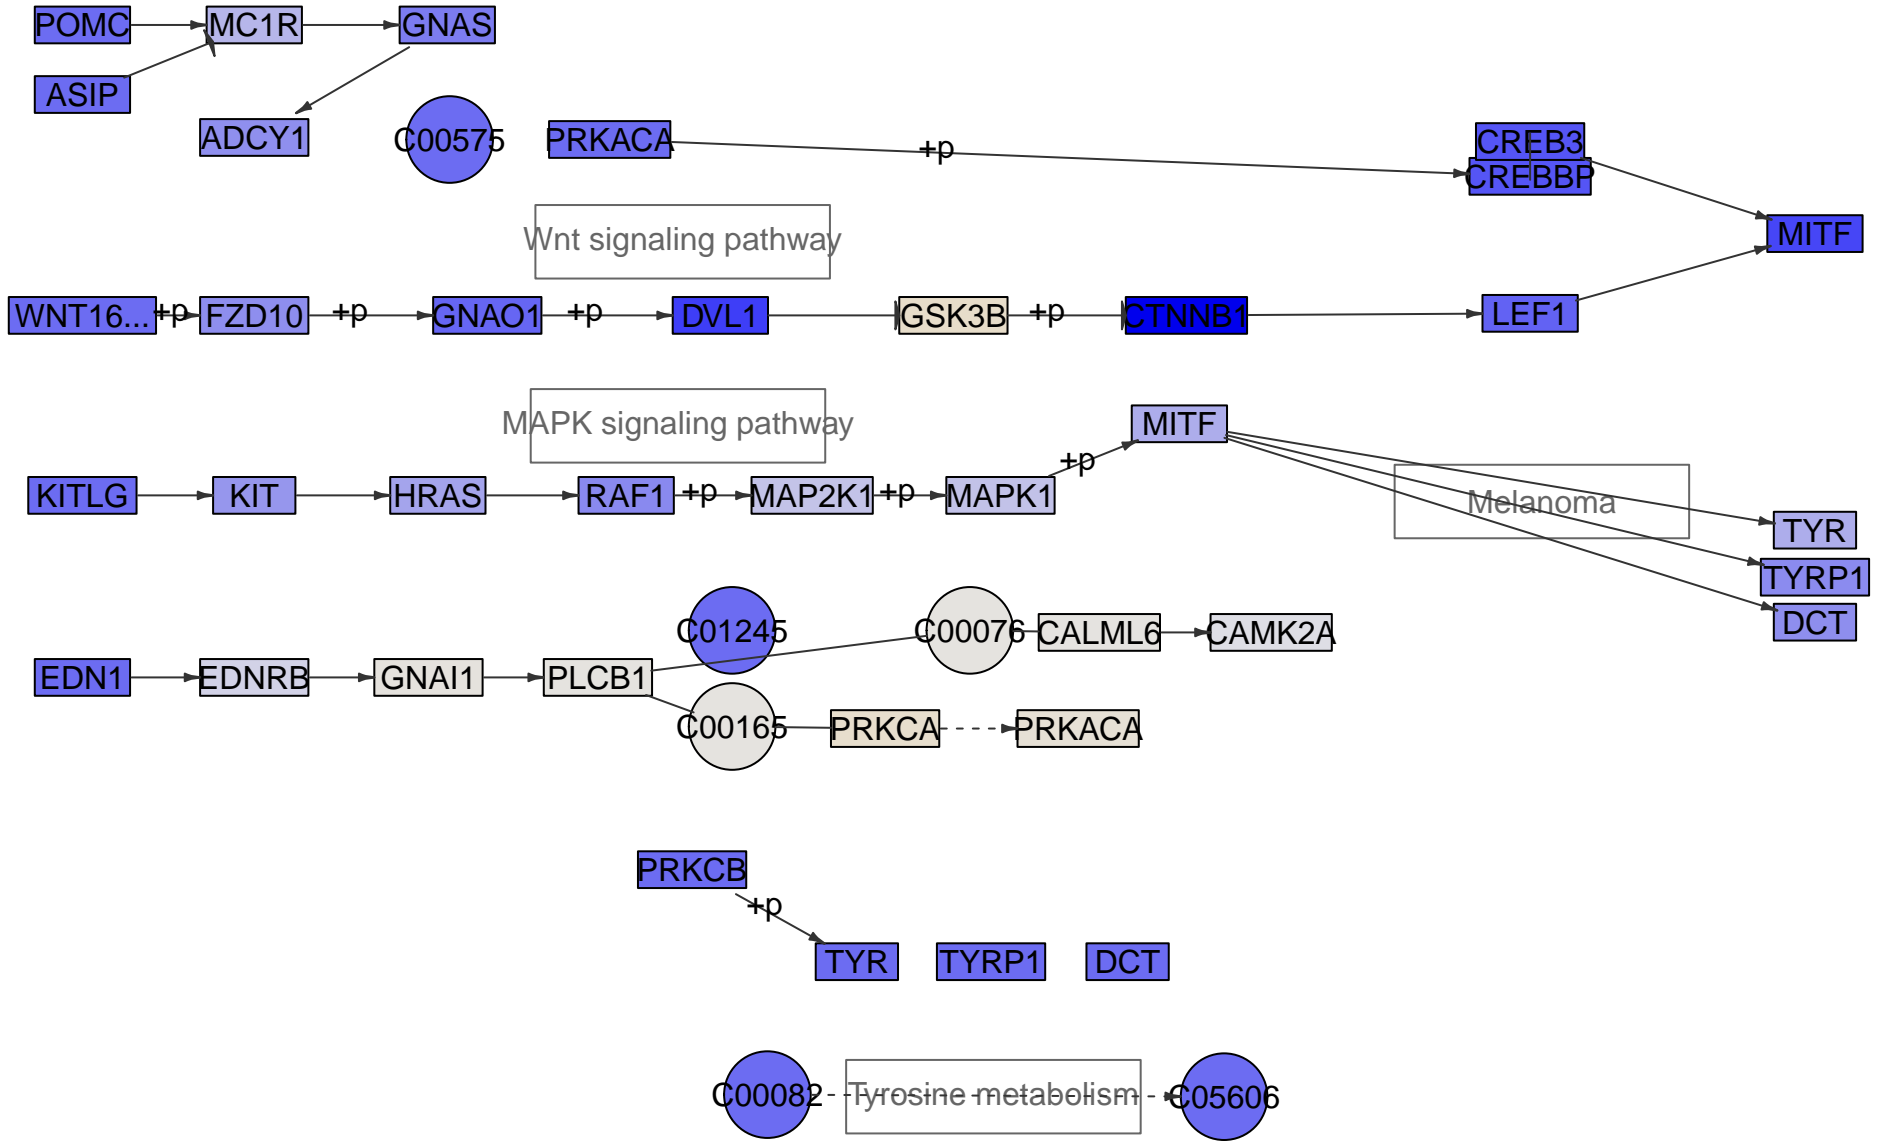 POMC
MC1R
GNAS
ASIP
ADCY1
C00575
PRKACA
+p
CREB3
CREBBP
Wnt signaling pathway
MITF
WNT16...
+p
FZD10
+p
GNAO1
+p
DVL1
GSK3B
+p
CTNNB1
LEF1
MAPK signaling pathway
MITF
+p
KITLG
KIT
HRAS
RAF1
+p
MAP2K1
+p
MAPK1
Melanoma
TYR
TYRP1
DCT
C01245
C00076
CALML6
CAMK2A
EDN1
EDNRB
GNAI1
PLCB1
C00165
PRKCA
PRKACA
PRKCB
+p
TYR
TYRP1
DCT
C00082
Tyrosine metabolism
C05606